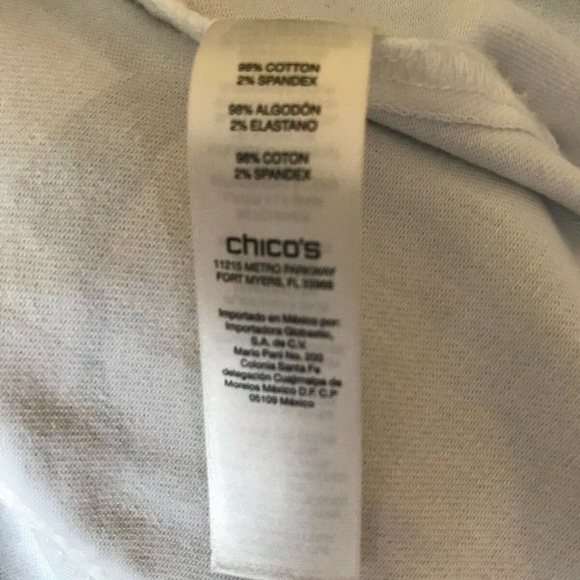 98% COTTON
2% SPANDEX
98% ALGODÓN
2% ELASTANO
98% COTON
2% SPANDEX
chico's
11215 METRO PARKWAY
FORT MYERS, FL 33966
Importado en México por:
Importadora Globastic,
S.A. de C.V.
Mario Pani No. 200
Colonia Santa Fe
delegación Cuajimalpa de
Morelos México D.F. C.P
05109 México